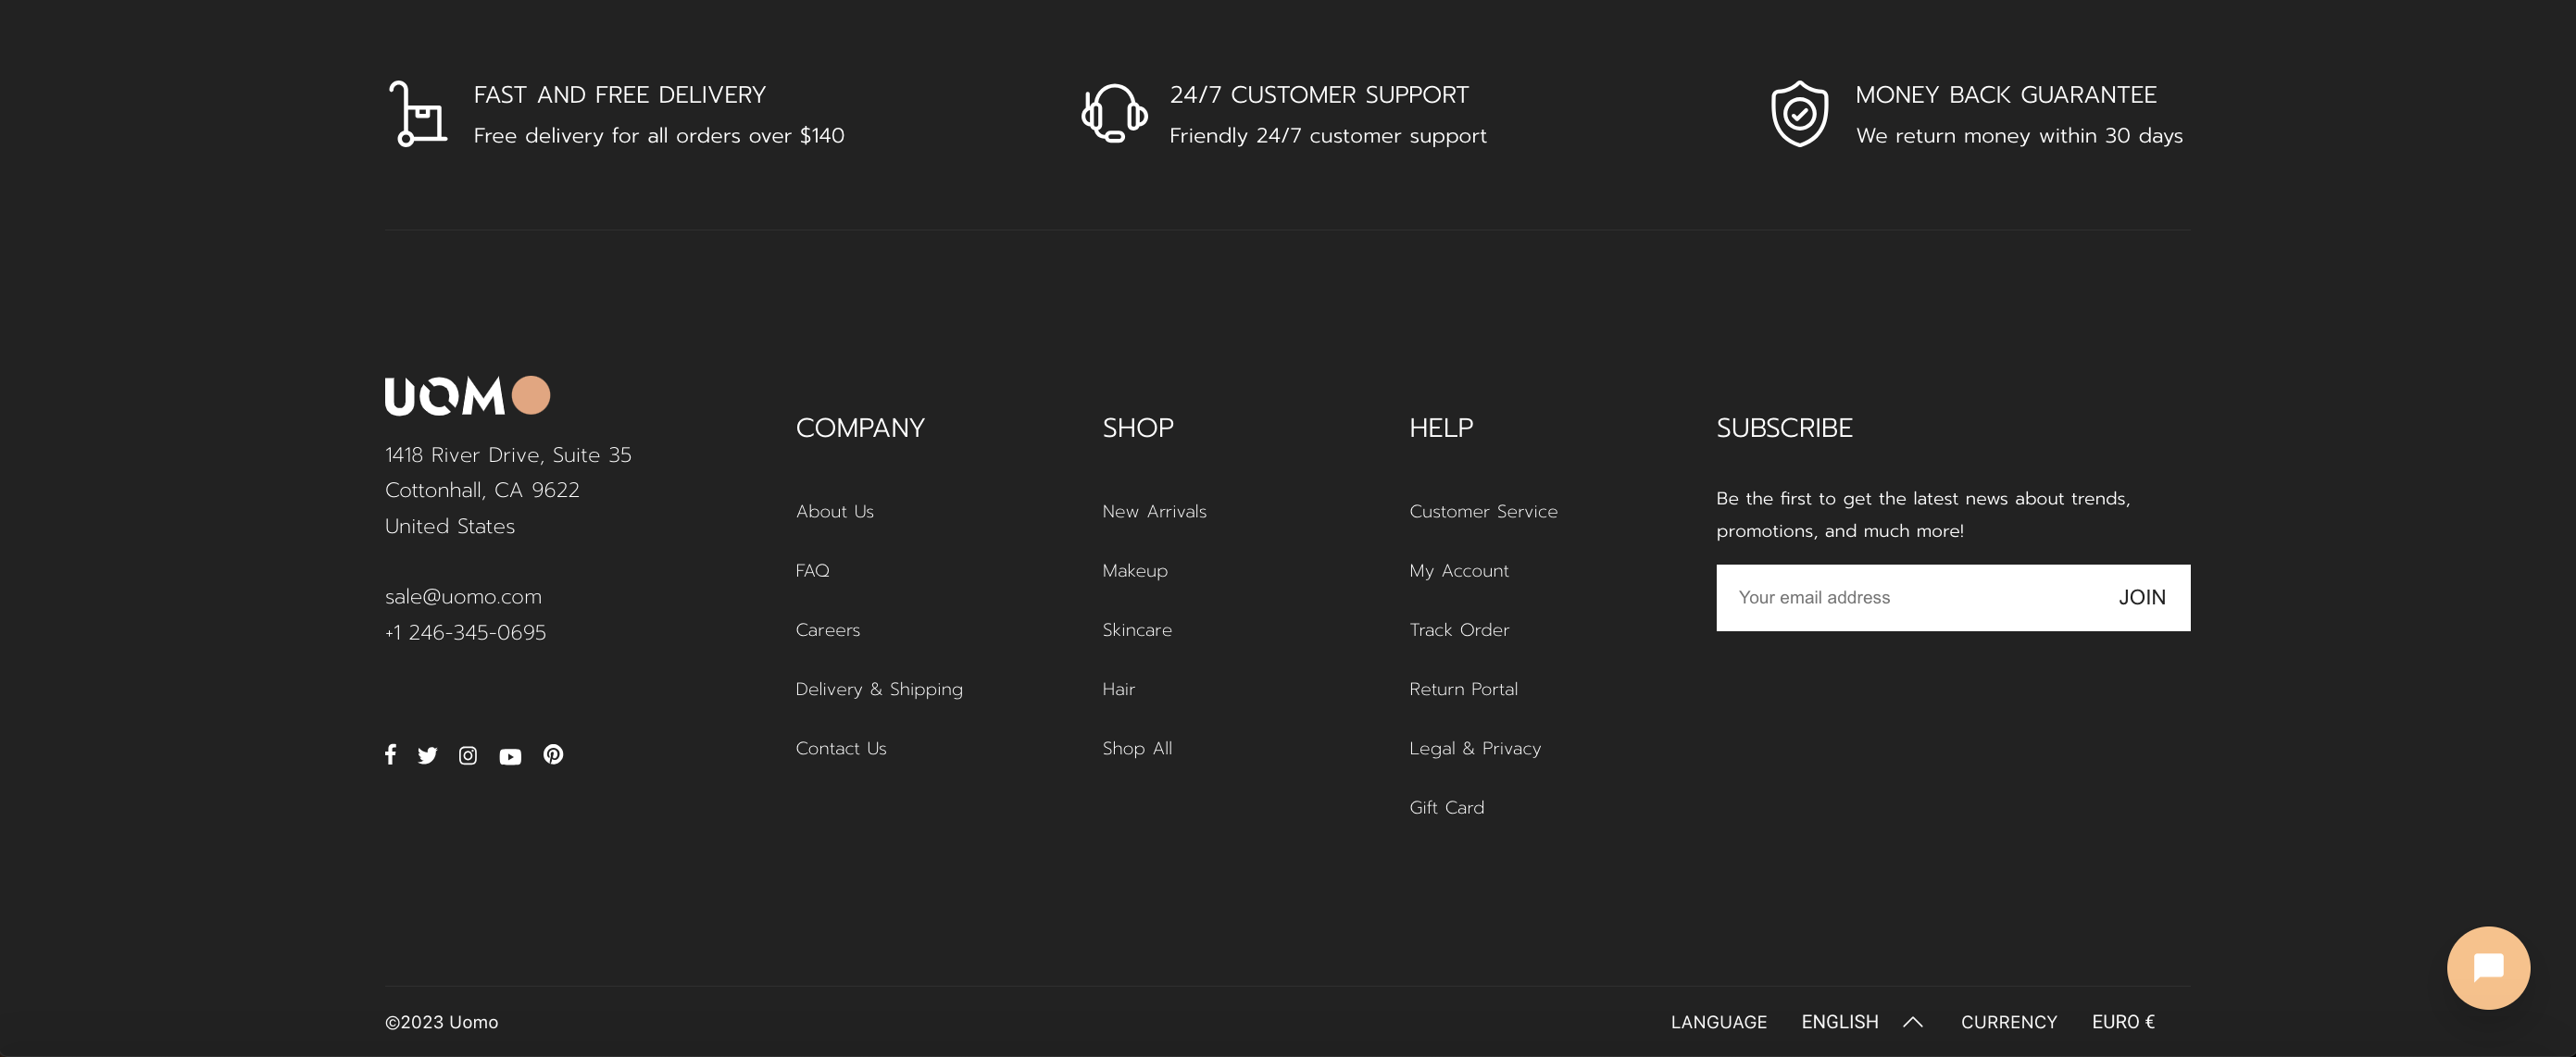 FAST AND FREE DELIVERY
Free delivery for all orders over $140
24/7 CUSTOMER SUPPORT
Friendly 24/7 customer support
MONEY BACK GUARANTEE
We return money within 30 days
UOM
1418 River Drive, Suite 35
Cottonhall, CA 9622
United States
sale@uomo.com
+1 246-345-0695
COMPANY
About Us
FAQ
Careers
Delivery & Shipping
Contact Us
SHOP
New Arrivals
Makeup
Skincare
Hair
Shop All
HELP
Customer Service
My Account
Track Order
Return Portal
Legal & Privacy
Gift Card
SUBSCRIBE
Be the first to get the latest news about trends,
promotions, and much more!
Your email address JOIN
©2023 Uomo
LANGUAGE ENGLISH CURRENCY EURO €